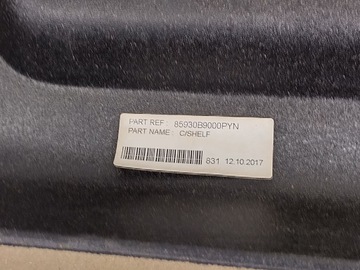 PART REF : 85930B9000PYN
PART NAME : C/SHELF
831 12.10.2017